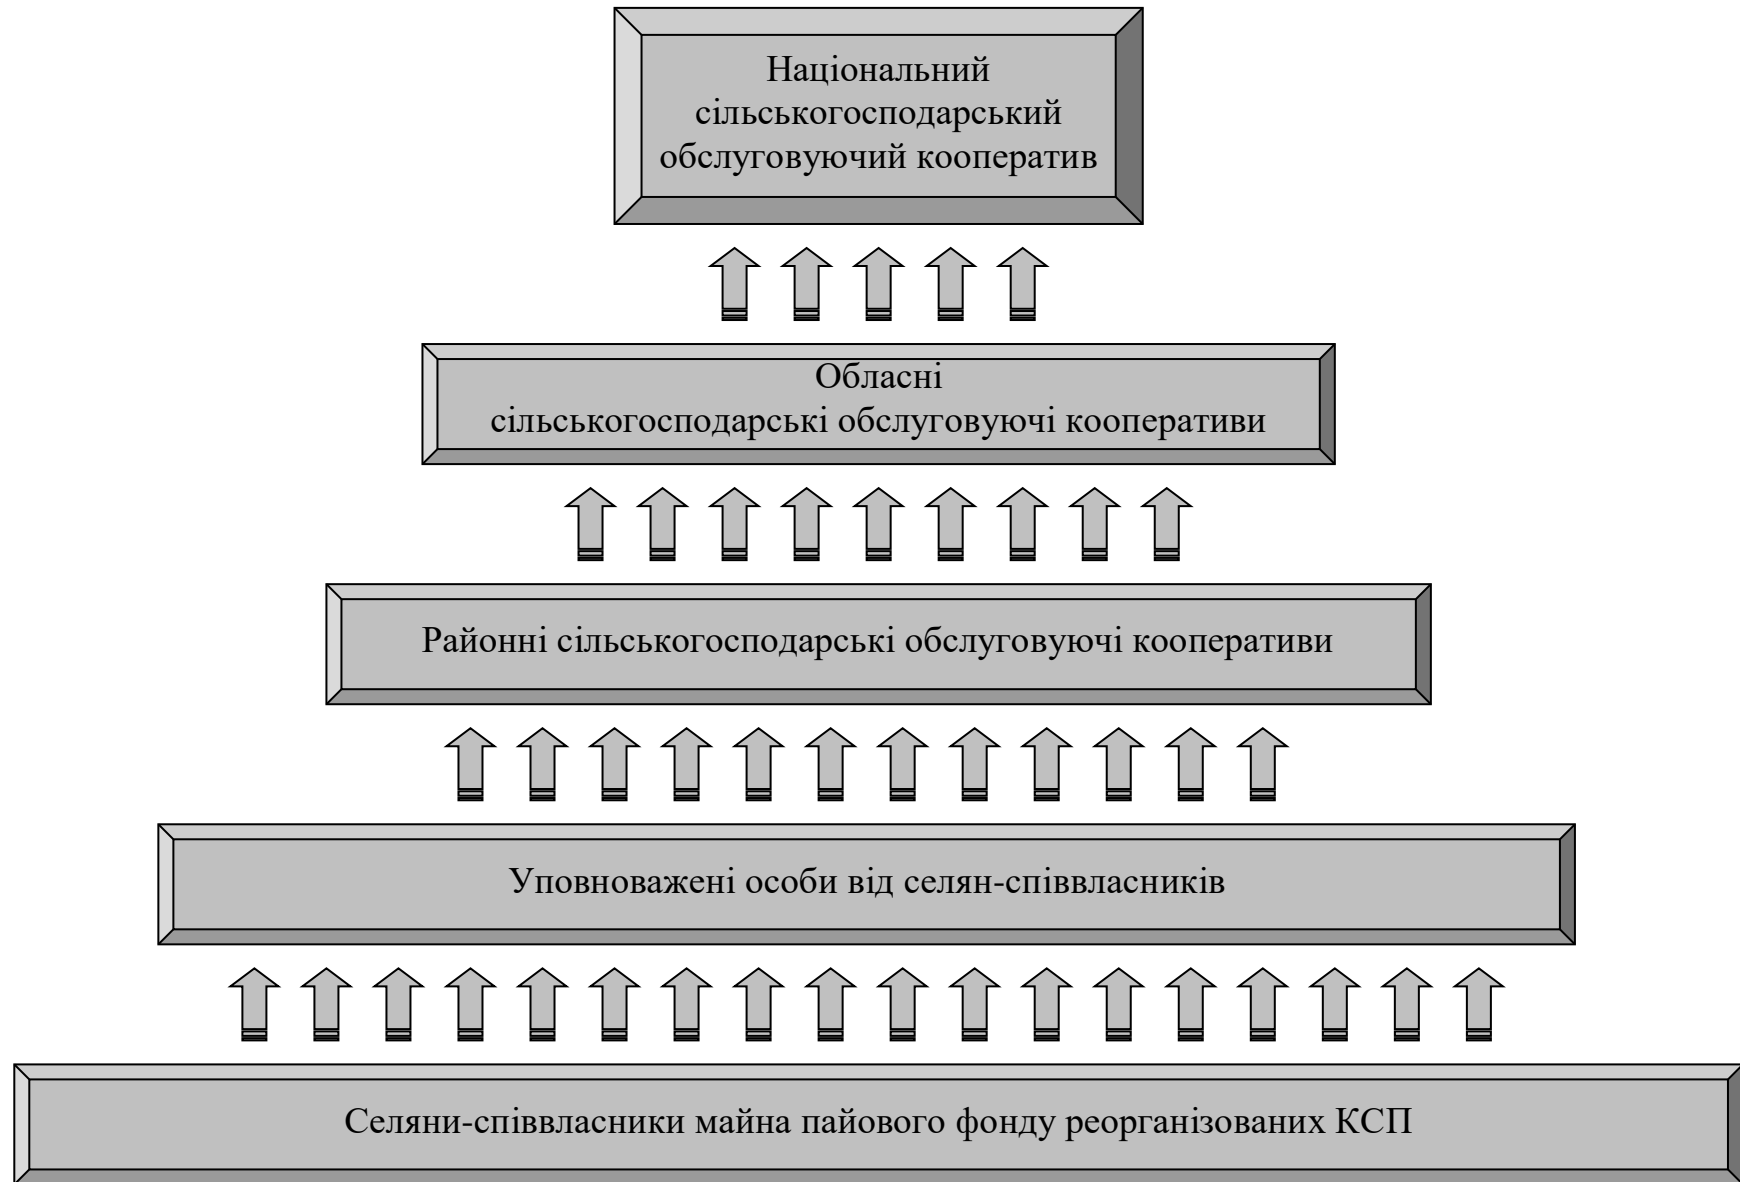 Національний
сільськогосподарський
обслуговуючий кооператив
Обласні
сільськогосподарські обслуговуючі кооперативи
Районні сільськогосподарські обслуговуючі кооперативи
Уповноважені особи від селян-співвласників
Селяни-співвласники майна пайового фонду реорганізованих КСП